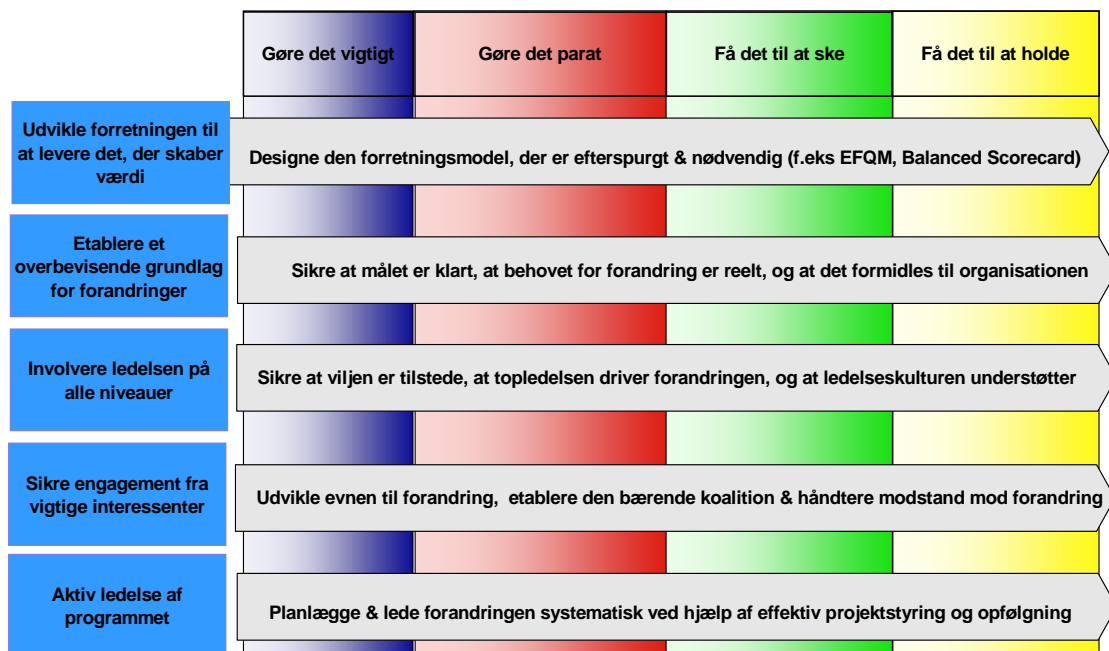 Gøre det vigtigt
Gøre det parat
Få det til at ske
Få det til at holde
Udvikle forretningen til
at levere det, der skaber
værdi
Designe den forretningsmodel, der er efterspurgt & nødvendig (f.eks EFQM, Balanced Scorecard)
Etablere et
overbevisende grundlag
for forandringer
Sikre at målet er klart, at behovet for forandring er reelt, og at det formidles til organisationen
Involvere ledelsen på
alle niveauer
Sikre at viljen er tilstede, at topledelsen driver forandringen, og at ledelseskulturen understøtter
Sikre engagement fra
vigtige interessenter
Udvikle evnen til forandring, etablere den bærende koalition & håndtere modstand mod forandring
Aktiv ledelse af
programmet
Planlægge & lede forandringen systematisk ved hjælp af effektiv projektstyring og opfølgning